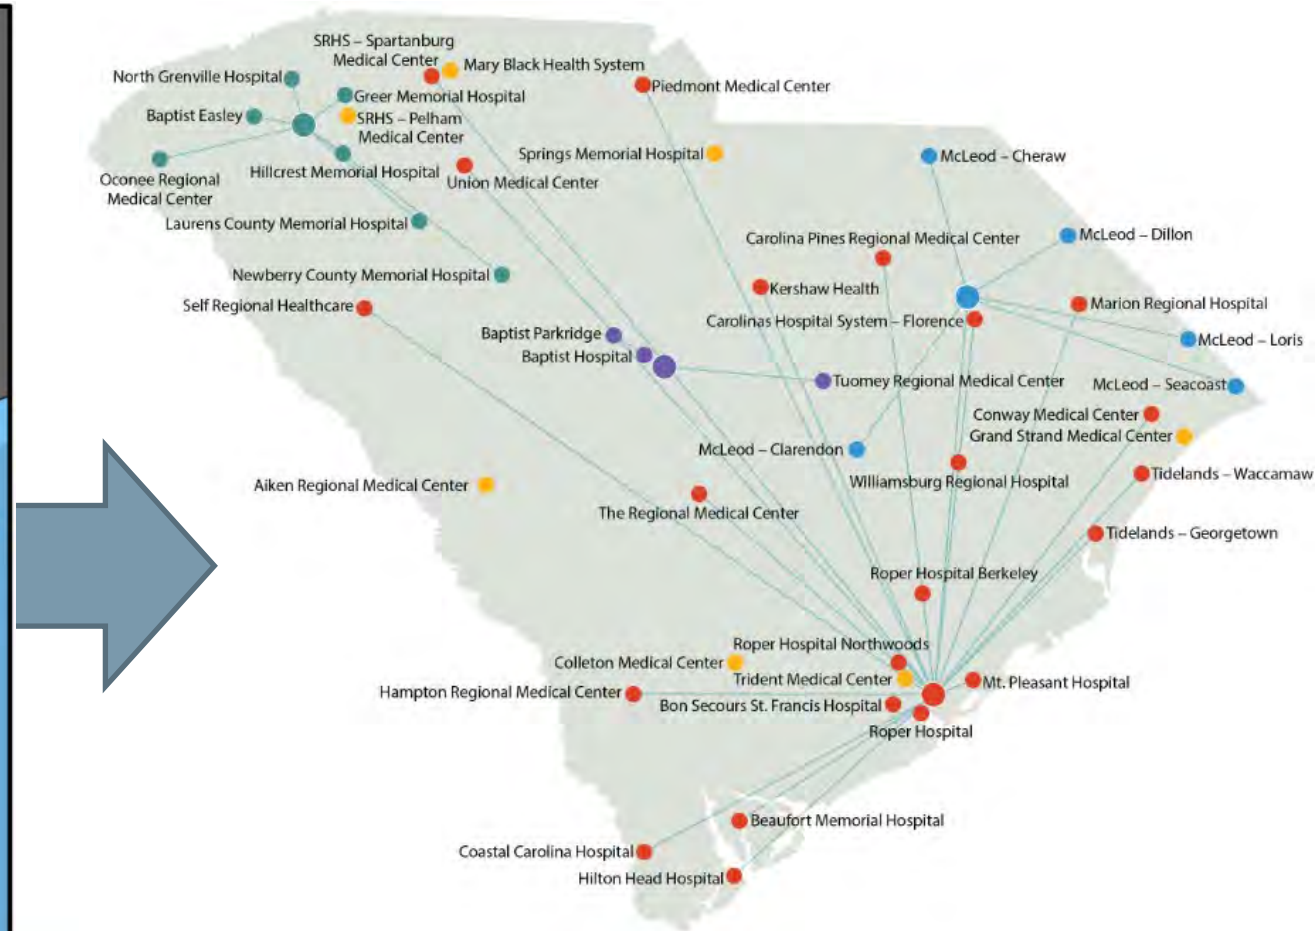 SRHS – Spartanburg
Medical Center
Mary Black Health System
North Grenville Hospital
Piedmont Medical Center
Greer Memorial Hospital
Baptist Easley
SRHS – Pelham
Medical Center
Springs Memorial Hospital
McLeod – Cheraw
Oconee Regional
Medical Center
Hillcrest Memorial Hospital
Union Medical Center
Laurens County Memorial Hospital
Carolina Pines Regional Medical Center
McLeod – Dillon
Newberry County Memorial Hospital
Kershaw Health
Self Regional Healthcare
Marion Regional Hospital
Carolinas Hospital System – Florence
Baptist Parkridge
McLeod – Loris
Baptist Hospital
Tuomey Regional Medical Center
McLeod – Seacoast
Conway Medical Center
Grand Strand Medical Center
McLeod – Clarendon
Tidelands – Waccamaw
Williamsburg Regional Hospital
Aiken Regional Medical Center
The Regional Medical Center
Tidelands – Georgetown
Roper Hospital Berkeley
Roper Hospital Northwoods
Colleton Medical Center
Trident Medical Center
Mt. Pleasant Hospital
Hampton Regional Medical Center
Bon Secours St. Francis Hospital
Roper Hospital
Beaufort Memorial Hospital
Coastal Carolina Hospital
Hilton Head Hospital